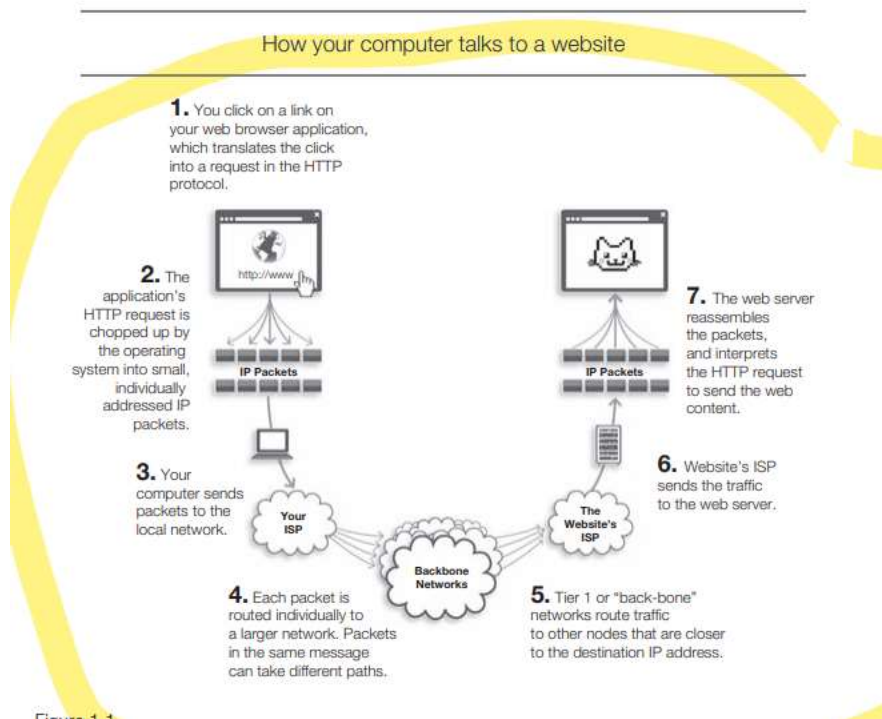 How your computer talks to a website
1. You click on a link on
your web browser application,
which translates the click
into a request in the HTTP
protocol.
http://www
2. The
application's
HTTP request is
chopped up by
the operating
system into small,
individually
addressed IP
packets.
IP Packets
3. Your
computer sends
packets to the
local network.
Your
ISP
4. Each packet is
routed individually to
a larger network. Packets
in the same message
can take different paths.
Backbone
Networks
5. Tier 1 or "back-bone"
networks route traffic
to other nodes that are closer
to the destination IP address.
The
Website's
ISP
6. Website's ISP
sends the traffic
to the web server.
IP Packets
7. The web server
reassembles
the packets,
and interprets
the HTTP request
to send the web
content.
Figure 1.1